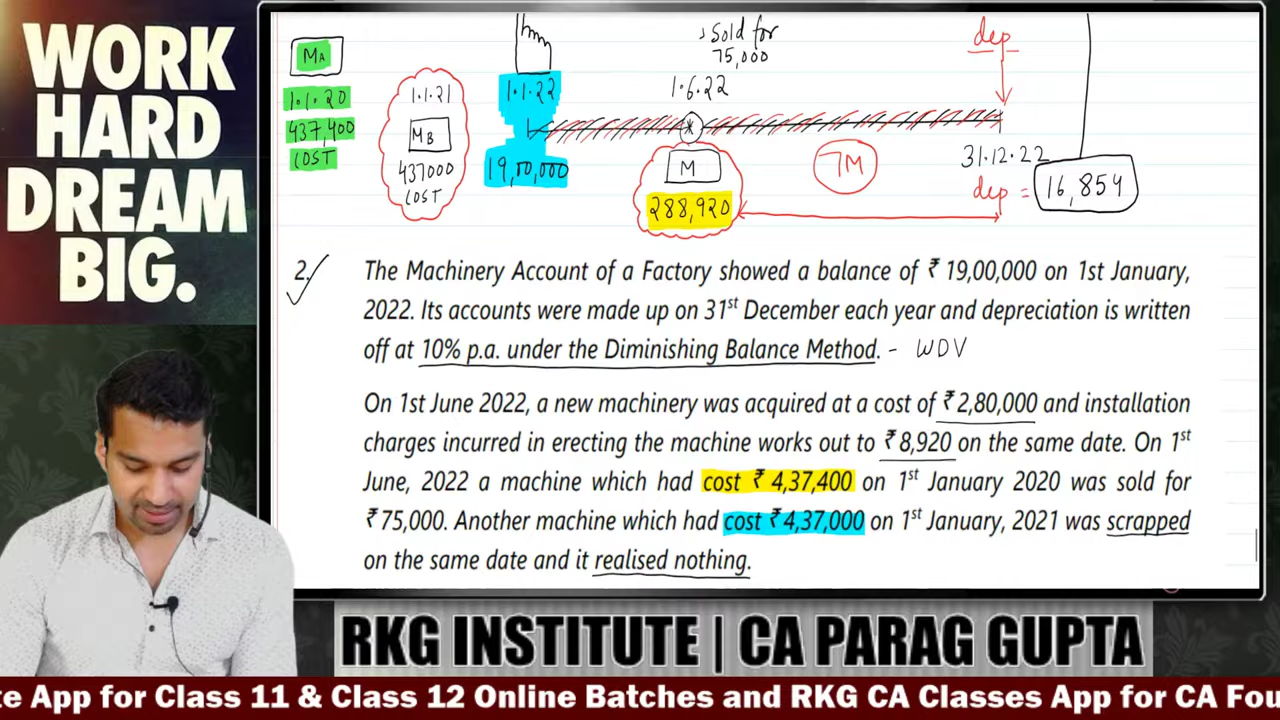 WORK
HARD
DREAM
BIG.
MA
1.1.20
437,400
COST
1.1.21
MB
437000
COST
1.1.22
19,00,000
Sold for
75,000
1.6.22
M
288,920
7M
dep
31.12.22
dep = 16,854
2. The Machinery Account of a Factory showed a balance of ₹ 19,00,000 on 1st January,
2022. Its accounts were made up on 31st December each year and depreciation is written
off at 10% p.a. under the Diminishing Balance Method. - WDV
On 1st June 2022, a new machinery was acquired at a cost of ₹ 2,80,000 and installation
charges incurred in erecting the machine works out to ₹ 8,920 on the same date. On 1st
June, 2022 a machine which had cost ₹ 4,37,400 on 1st January 2020 was sold for
₹ 75,000. Another machine which had cost ₹ 4,37,000 on 1st January, 2021 was scrapped
on the same date and it realised nothing.
RKG INSTITUTE | CA PARAG GUPTA
te App for Class 11 & Class 12 Online Batches and RKG CA Classes App for CA Fou